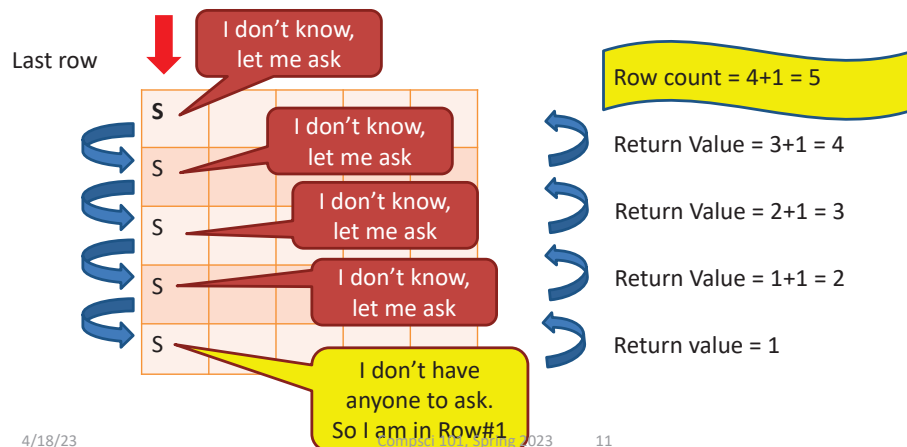 Last row
I don't know,
let me ask
Row count = 4+1 = 5
S
I don't know,
let me ask
Return Value = 3+1 = 4
S
I don't know,
let me ask
Return Value = 2+1 = 3
S
I don't know,
let me ask
Return Value = 1+1 = 2
S
Return value = 1
S
I don't have
anyone to ask.
So I am in Row#1
4/18/23
Compsci 101, Spring 2023
11